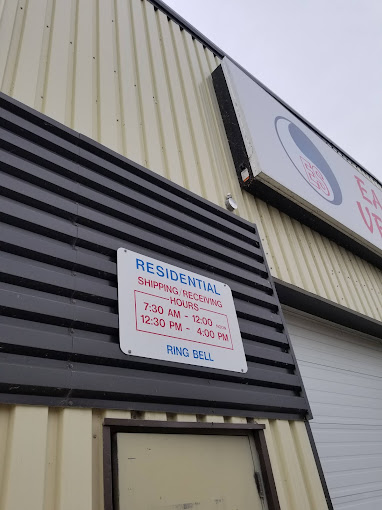 RESIDENTIAL
SHIPPING/RECEIVING
HOURS
7:30 AM - 12:00 NOON
12:30 PM - 4:00 PM
RING BELL